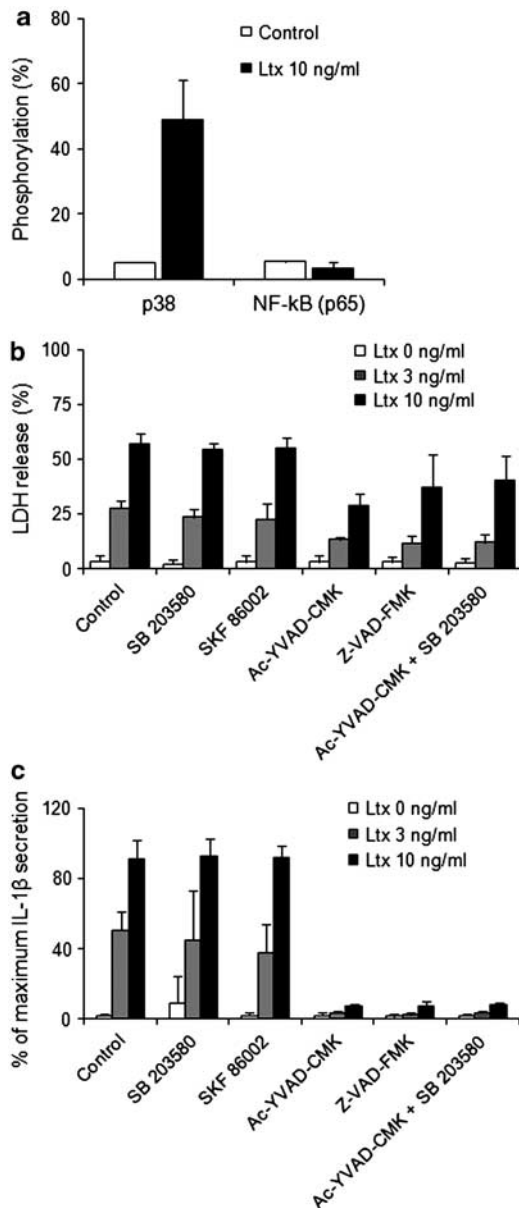 a
Phosphorylation (%)
80
60
40
20
0
Control
Ltx 10 ng/ml
p38
NF-kB (p65)
b
LDH release (%)
100
75
50
25
0
Ltx 0 ng/ml
Ltx 3 ng/ml
Ltx 10 ng/ml
Control
SB 203580
SKF 86002
Ac-YVAD-CMK
Z-VAD-FMK
Ac-YVAD-CMK + SB 203580
c
% of maximum IL-1β secretion
120
80
40
0
Ltx 0 ng/ml
Ltx 3 ng/ml
Ltx 10 ng/ml
Control
SB 203580
SKF 86002
Ac-YVAD-CMK
Z-VAD-FMK
Ac-YVAD-CMK + SB 203580